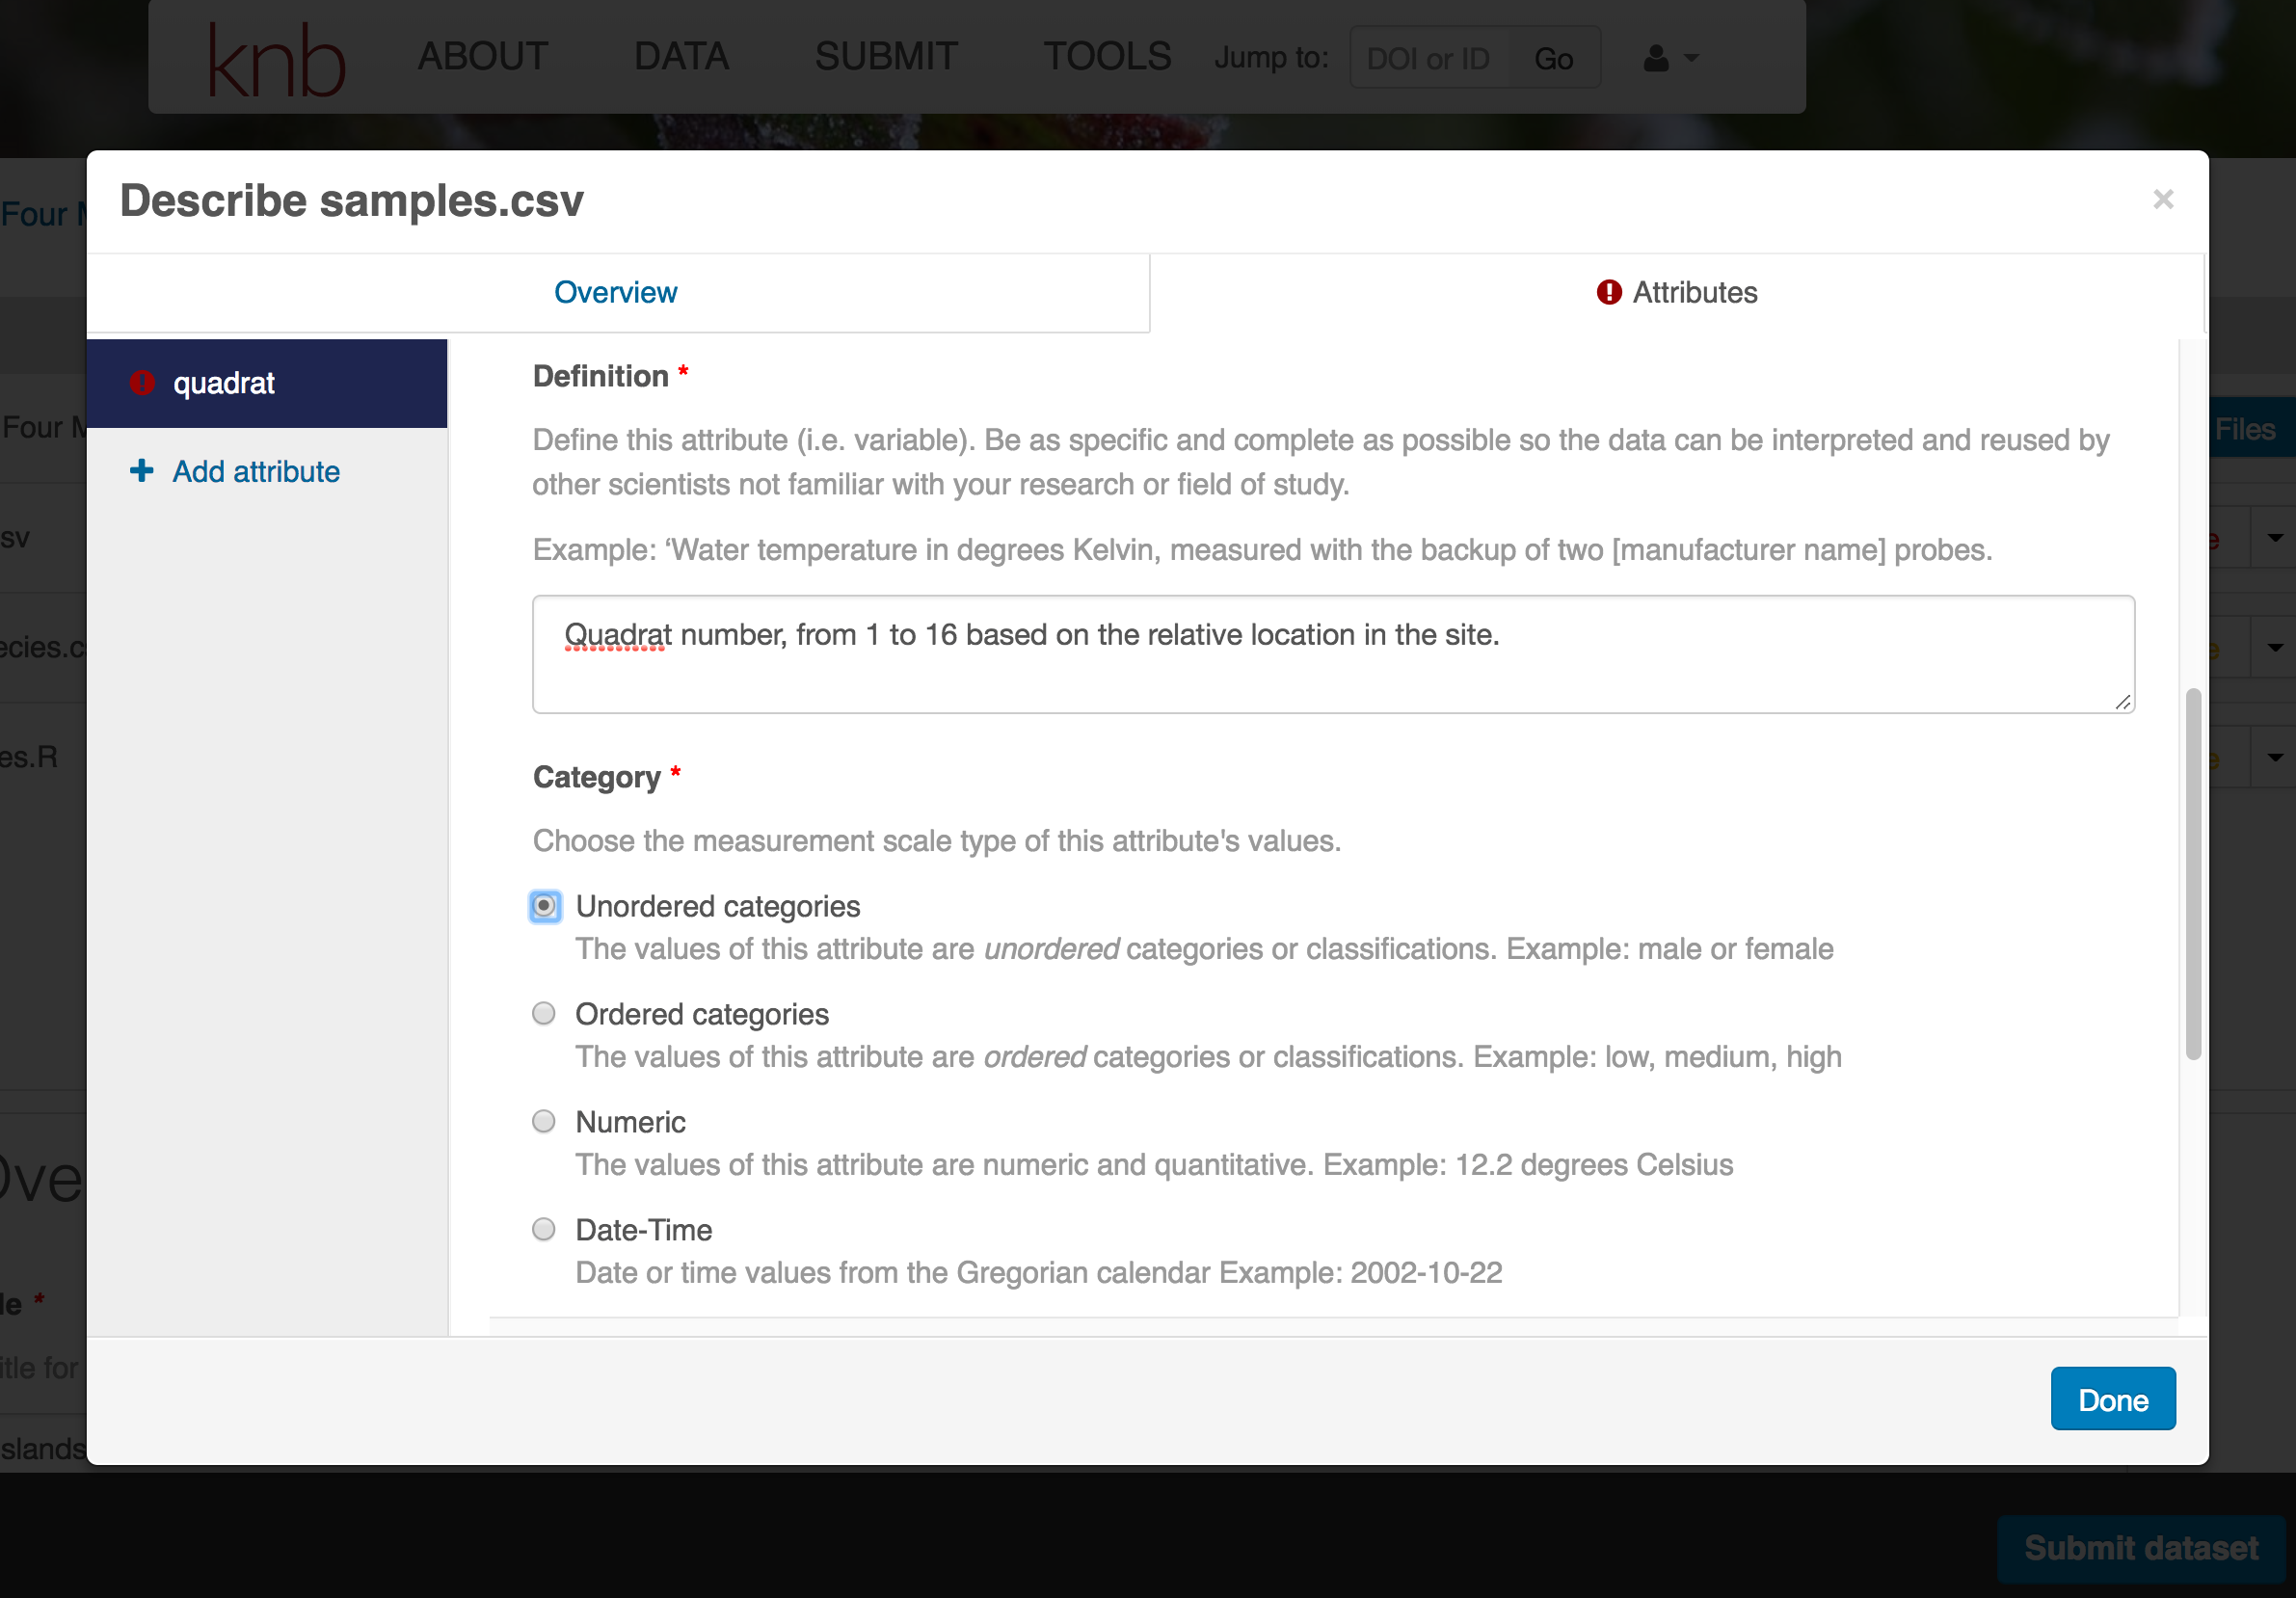 knb ABOUT DATA SUBMIT TOOLS Jump to: DOI or ID Go
Describe samples.csv ×
Four
Overview
Attributes
quadrat
Add attribute
Four
Files
sv
ecies.c
es.R
Definition *
Define this attribute (i.e. variable). Be as specific and complete as possible so the data can be interpreted and reused by
other scientists not familiar with your research or field of study.
Example: ‘Water temperature in degrees Kelvin, measured with the backup of two [manufacturer name] probes.
Quadrat number, from 1 to 16 based on the relative location in the site.
Category *
Choose the measurement scale type of this attribute's values.
Unordered categories
The values of this attribute are unordered categories or classifications. Example: male or female
Ordered categories
The values of this attribute are ordered categories or classifications. Example: low, medium, high
Numeric
The values of this attribute are numeric and quantitative. Example: 12.2 degrees Celsius
Date-Time
Date or time values from the Gregorian calendar Example: 2002-10-22
Ove
le *
itle for
slands
Done
Submit dataset